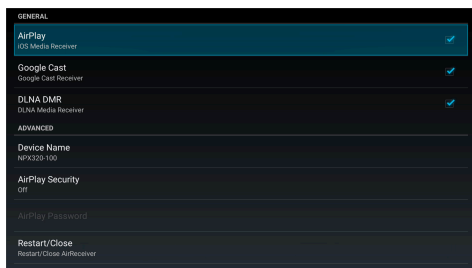 GENERAL
AirPlay
iOS Media Receiver
Google Cast
Google Cast Receiver
DLNA DMR
DLNA Media Receiver
ADVANCED
Device Name
NPX320-100
AirPlay Security
Off
AirPlay Password
Restart/Close
Restart/Close AirReceiver